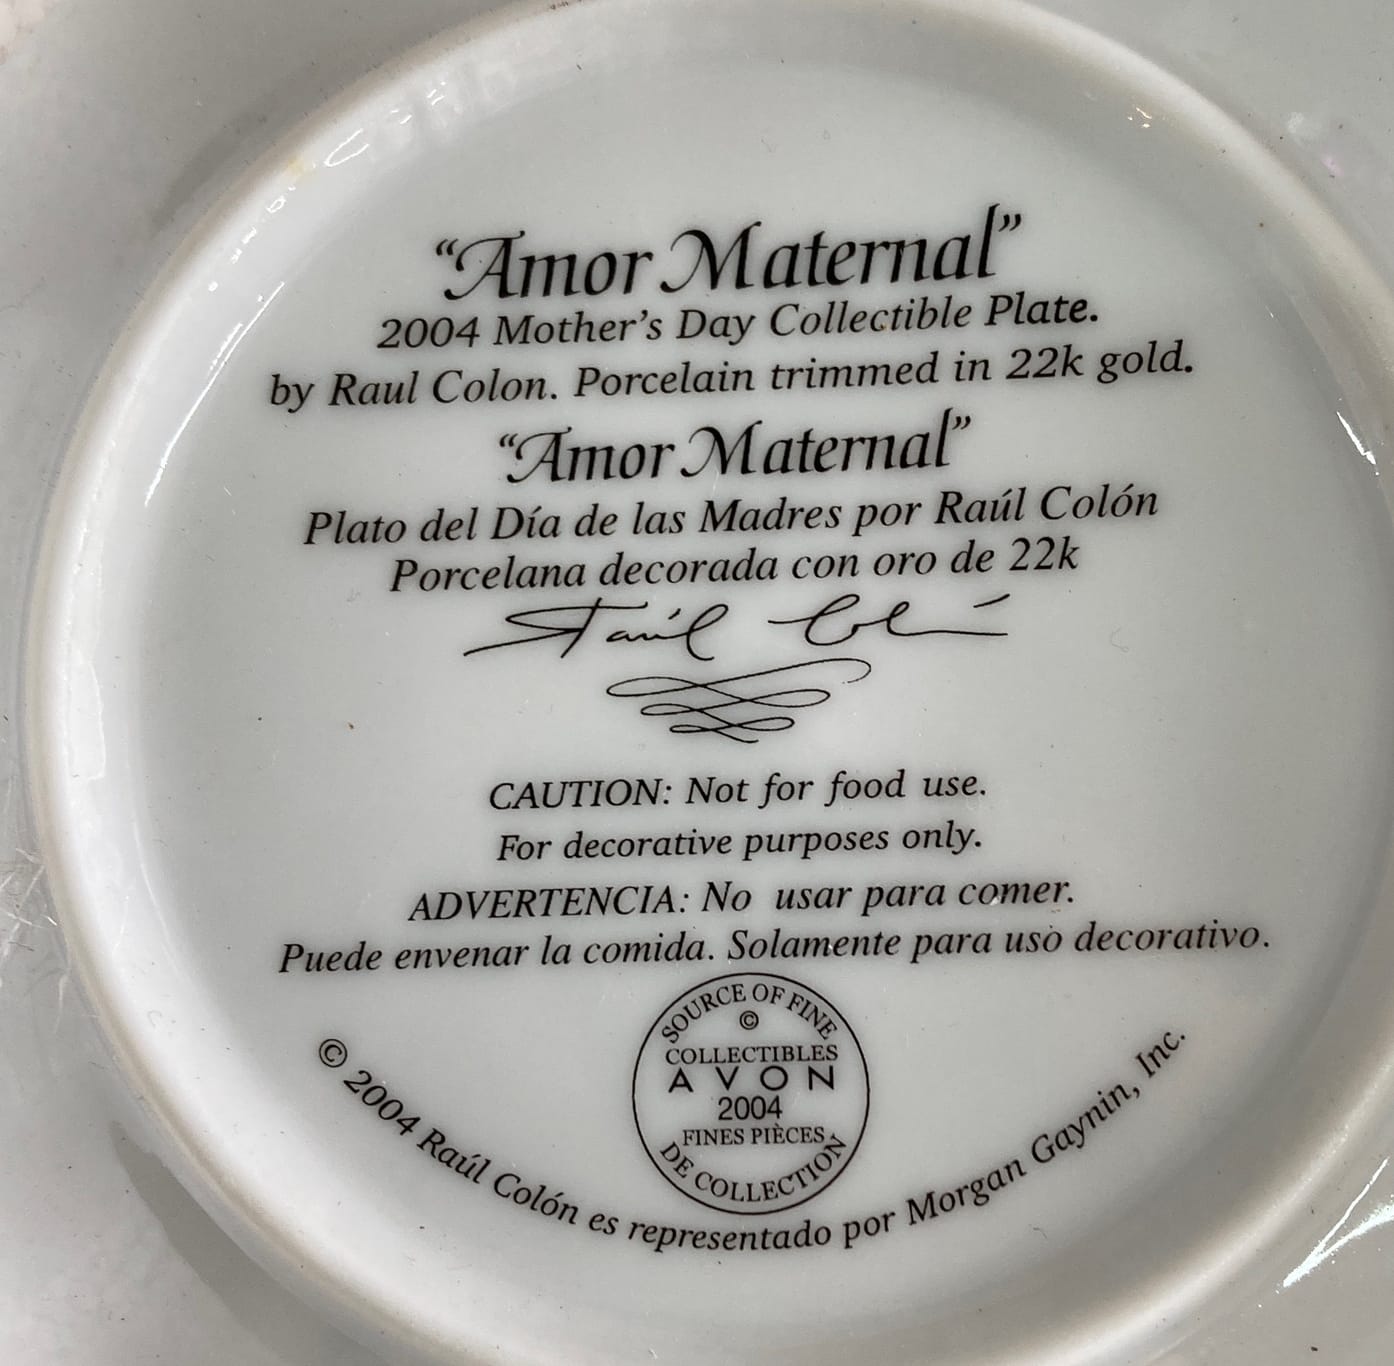 “Amor Maternal”
2004 Mother’s Day Collectible Plate.
by Raul Colon. Porcelain trimmed in 22k gold.
“Amor Maternal”
Plato del Día de las Madres por Raúl Colón
Porcelana decorada con oro de 22k
Raúl Colón
CAUTION: Not for food use.
For decorative purposes only.
ADVERTENCIA: No usar para comer.
Puede envenar la comida. Solamente para uso decorativo.
SOURCE OF FINE
©
COLLECTIBLES
AVON
2004
FINES PIÈCES
DE COLLECTION
© 2004 Raúl Colón es representado por Morgan Gaynin, Inc.